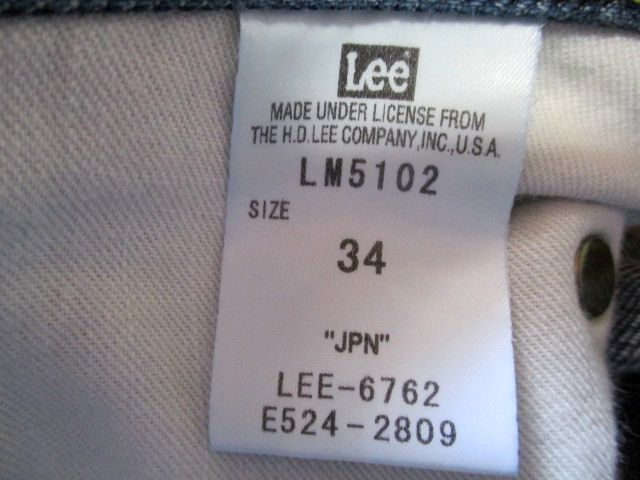 Lee
MADE UNDER LICENSE FROM
THE H.D.LEE COMPANY,INC.,U.S.A.
LM5102
SIZE
34
"JPN"
LEE-6762
E524-2809